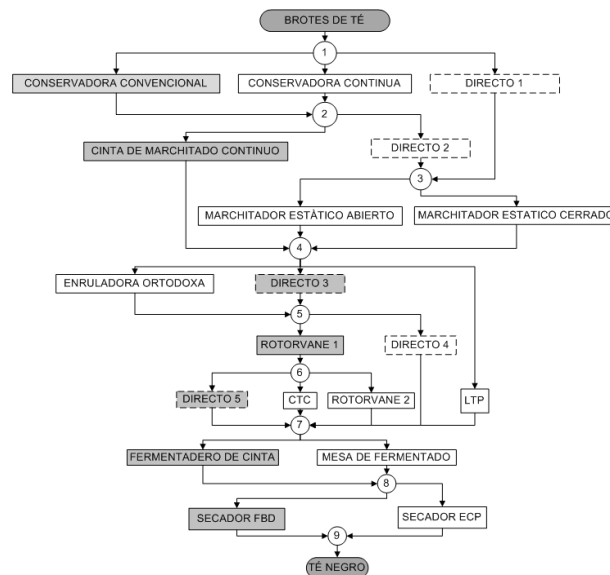 BROTES DE TÉ
1
CONSERVADORA CONVENCIONAL
CONSERVADORA CONTINUA
DIRECTO 1
2
CINTA DE MARCHITADO CONTINUO
DIRECTO 2
3
MARCHITADOR ESTÀTICO ABIERTO
MARCHITADOR ESTATICO CERRADO
4
ENRULADORA ORTODOXA
DIRECTO 3
5
ROTORVANE 1
DIRECTO 4
6
DIRECTO 5
CTC
ROTORVANE 2
LTP
7
FERMENTADERO DE CINTA
MESA DE FERMENTADO
8
SECADOR FBD
SECADOR ECP
9
TÉ NEGRO